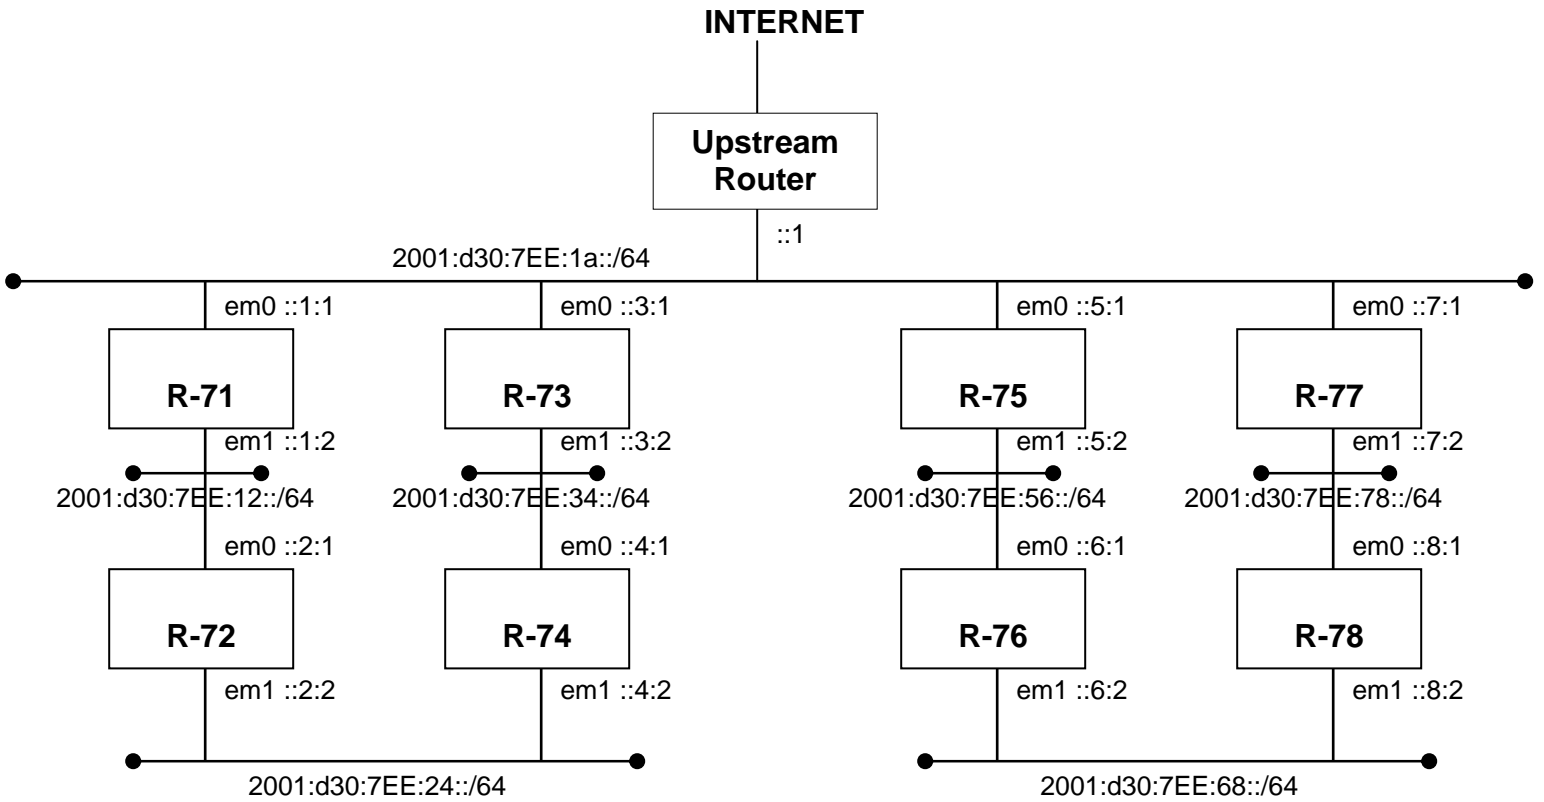 INTERNET
Upstream
Router
::1
2001:d30:7EE:1a::/64
em0 ::1:1
em0 ::3:1
em0 ::5:1
em0 ::7:1
R-71
R-73
R-75
R-77
em1 ::1:2
em1 ::3:2
em1 ::5:2
em1 ::7:2
2001:d30:7EE:12::/64
2001:d30:7EE:34::/64
2001:d30:7EE:56::/64
2001:d30:7EE:78::/64
em0 ::2:1
em0 ::4:1
em0 ::6:1
em0 ::8:1
R-72
R-74
R-76
R-78
em1 ::2:2
em1 ::4:2
em1 ::6:2
em1 ::8:2
2001:d30:7EE:24::/64
2001:d30:7EE:68::/64